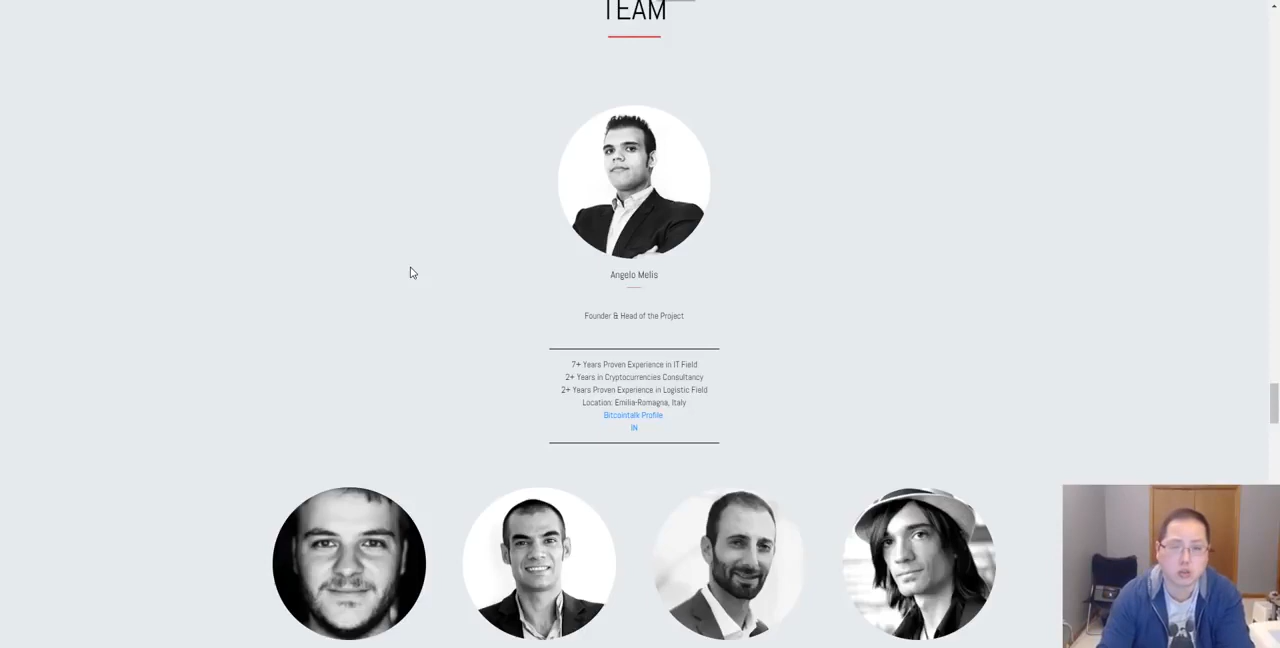 TEAM
Angelo Melis
Founder & Head of the Project
7+ Years Proven Experience in IT Field
2+ Years in Cryptocurrencies Consultancy
2+ Years Proven Experience in Logistic Field
Location: Emilia-Romagna, Italy
Bitcointalk Profile
IN